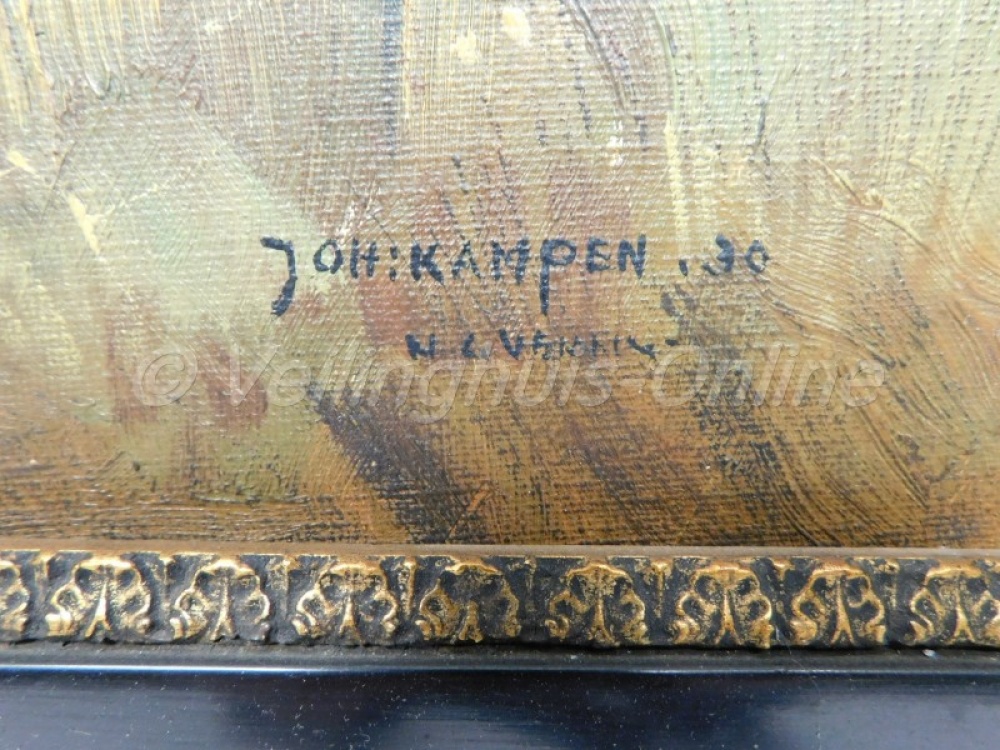 JOH: KAMPEN . 30
N
© Veilinghuis-Online